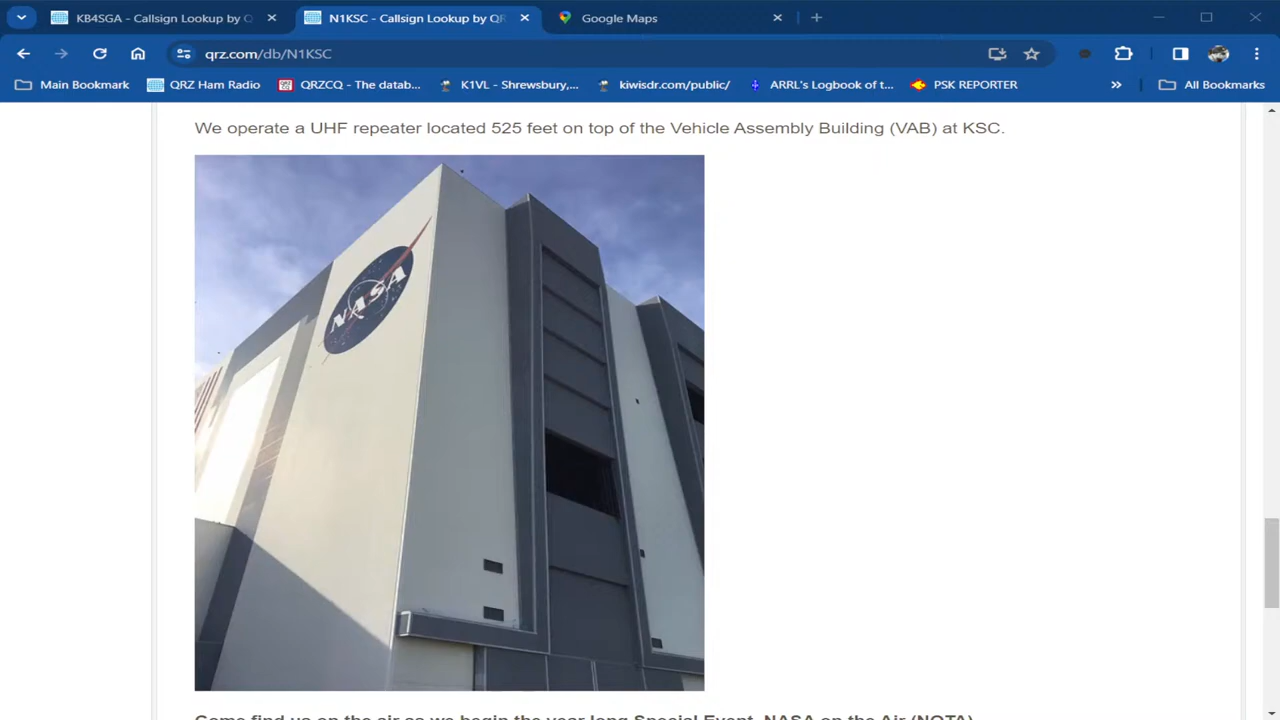 KB4SGA - Callsign Lookup by Q
N1KSC - Callsign Lookup by QR
Google Maps
qrz.com/db/N1KSC
Main Bookmark
QRZ Ham Radio
QRZCQ - The datab...
K1VL - Shrewsbury,...
kiwisdr.com/public/
ARRL's Logbook of t...
PSK REPORTER
»
All Bookmarks
We operate a UHF repeater located 525 feet on top of the Vehicle Assembly Building (VAB) at KSC.
NASA
Come find us on the air as we begin the year long Special Event, NASA on the Air (NOTA)